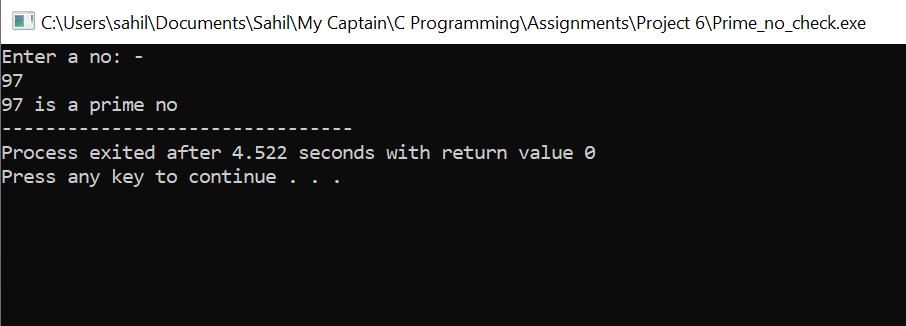 C:\Users\sahil\Documents\Sahil\My Captain\C Programming\Assignments\Project 6\Prime_no_check.exe
Enter a no: -
97
97 is a prime no
--------------------------------
Process exited after 4.522 seconds with return value 0
Press any key to continue . . .